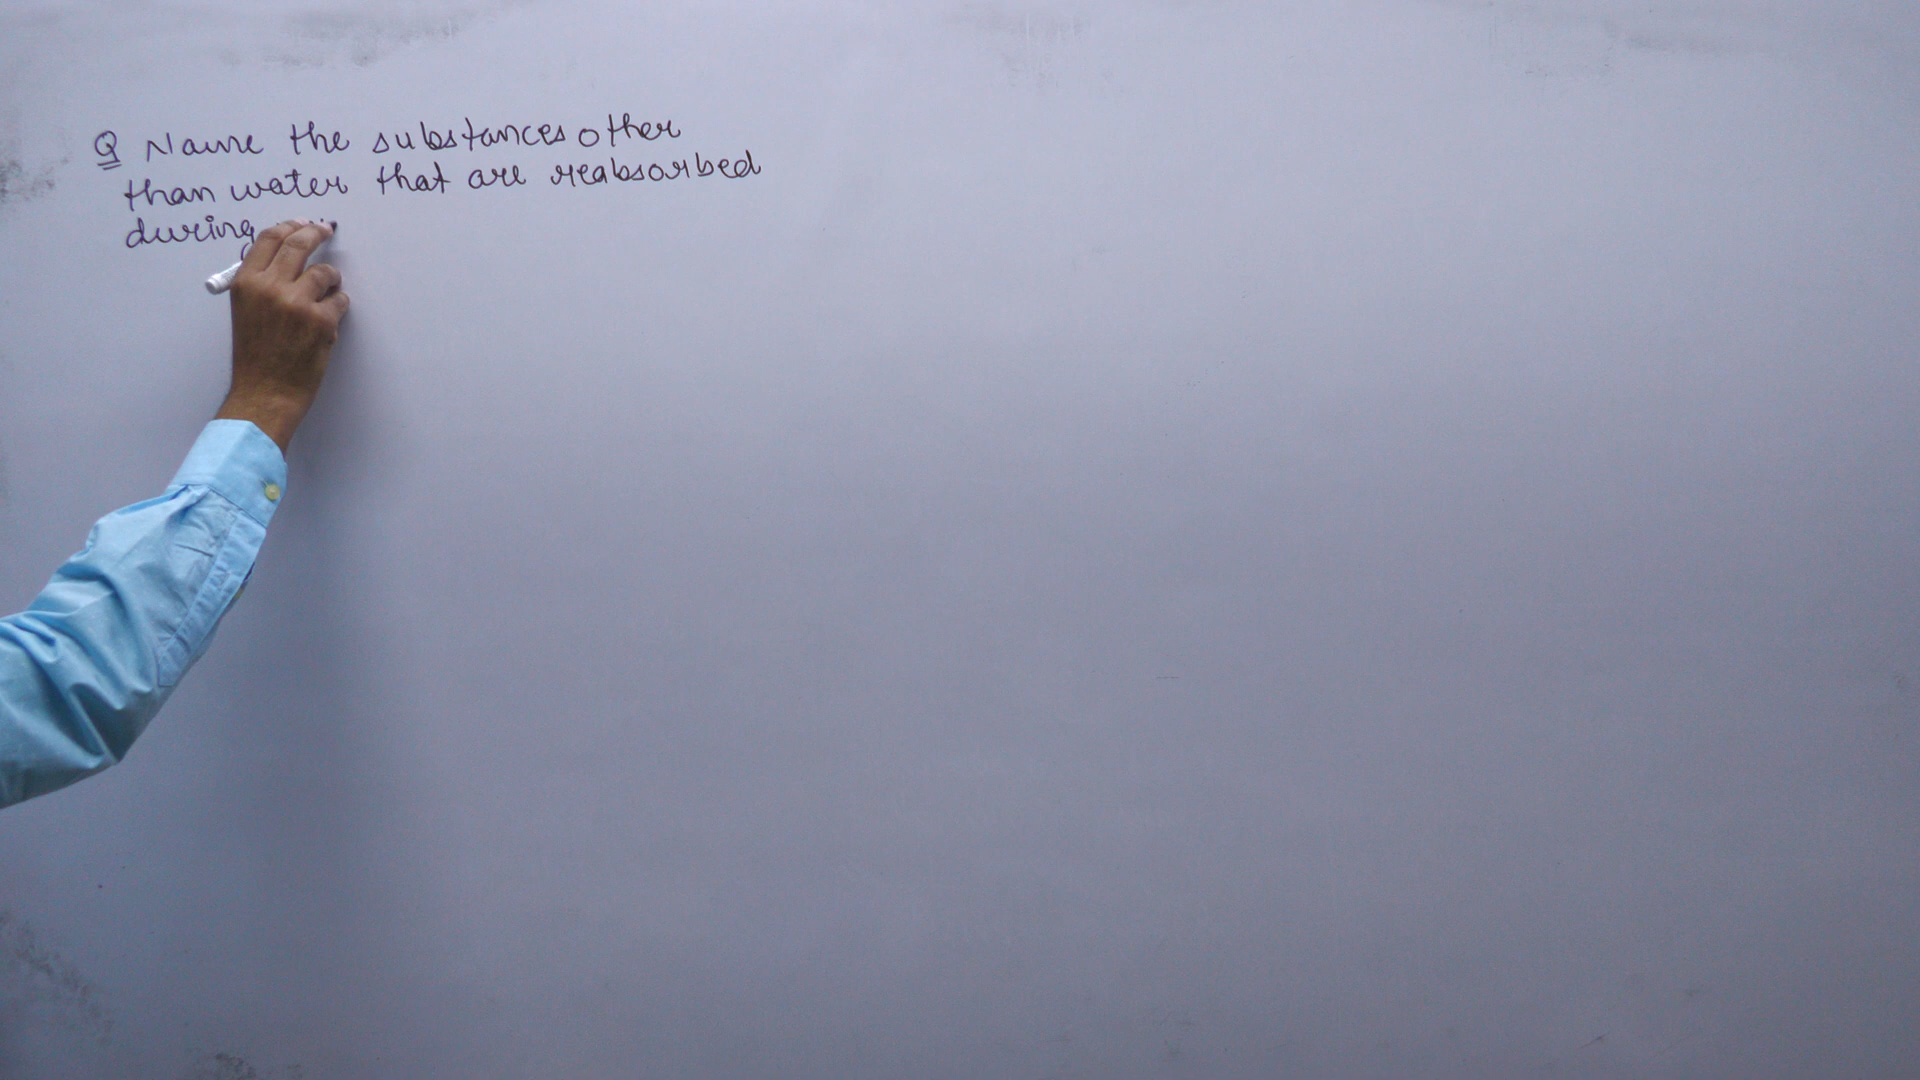 Q Name the substances other
than water that are reabsorbed
during